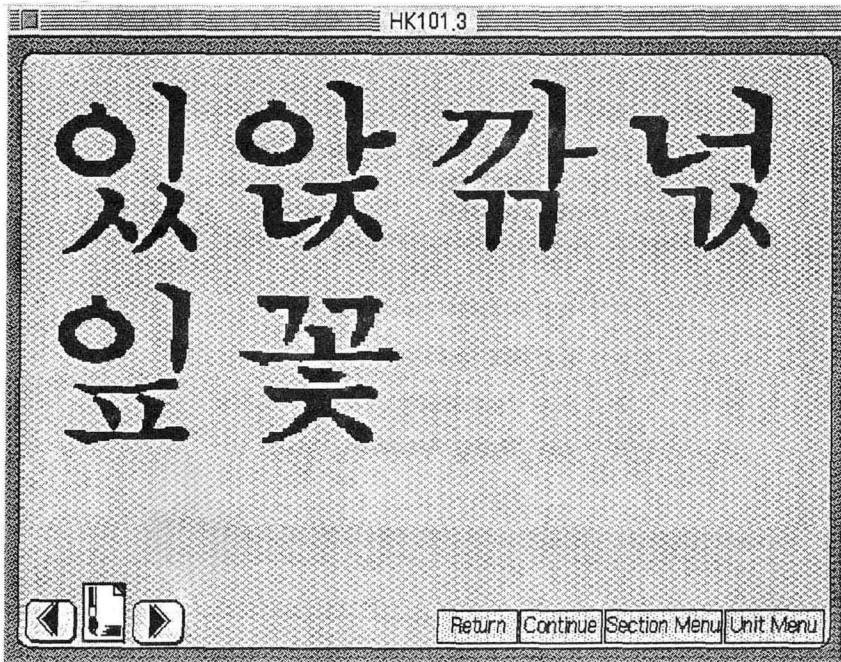 HK101.3
있 앉 깎 넋
잎 꽃
Return Continue Section Menu Unit Menu